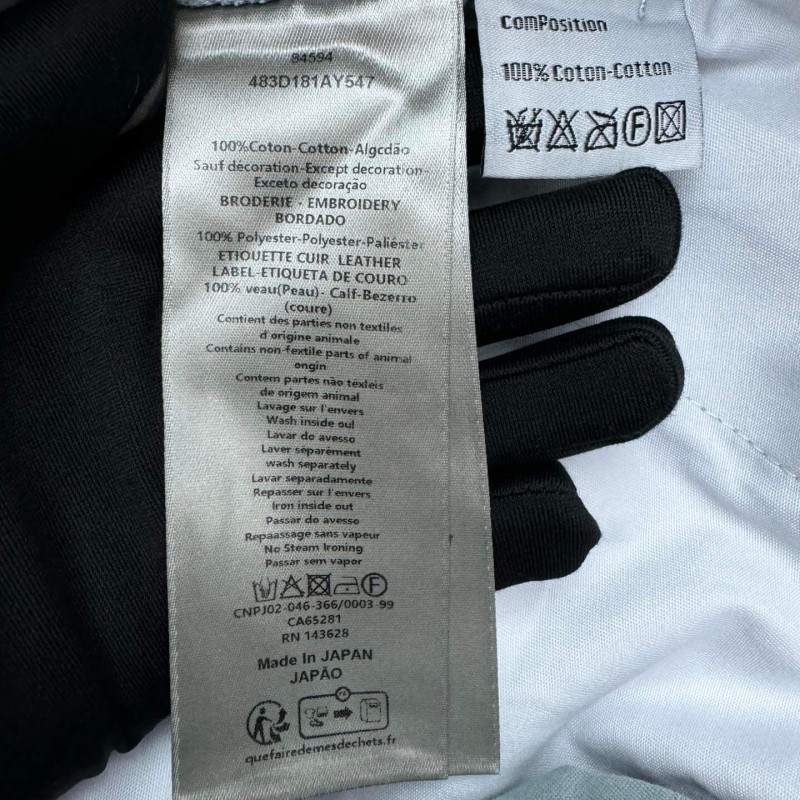 84594
483D181AY547
100%Coton-Cotton-Algcdão
Sauf décoration-Except decoration-
Exceto decoração
BRODERIE - EMBROIDERY
BORDADO
100% Polyester-Polyester-Paliéster
ETIQUETTE CUIR LEATHER
LABEL-ETIQUETA DE COURO
100% veau(Peau)- Calf-Bezerro
(coure)
Contient des parties non textiles
d origine animale
Contains non-fextile parts of animal
ongin
Contem partes não téxleis
de origem animal
Lavage sur l'envers
Wash inside oul
Lavar do avesso
Laver séparément
wash separately
Lavar separadamente
Repasser sur l'envers
Iron inside out
Passar do avesso
Repaassage sans vapeur
No Steam Ironing
Passar sem vapor
F
CNPJ02-046-366/0003-99
CA65281
RN 143628
Made In JAPAN
JAPÃO
quefairedemesdechets.fr
comPosition
100%Coton-Cotton
F